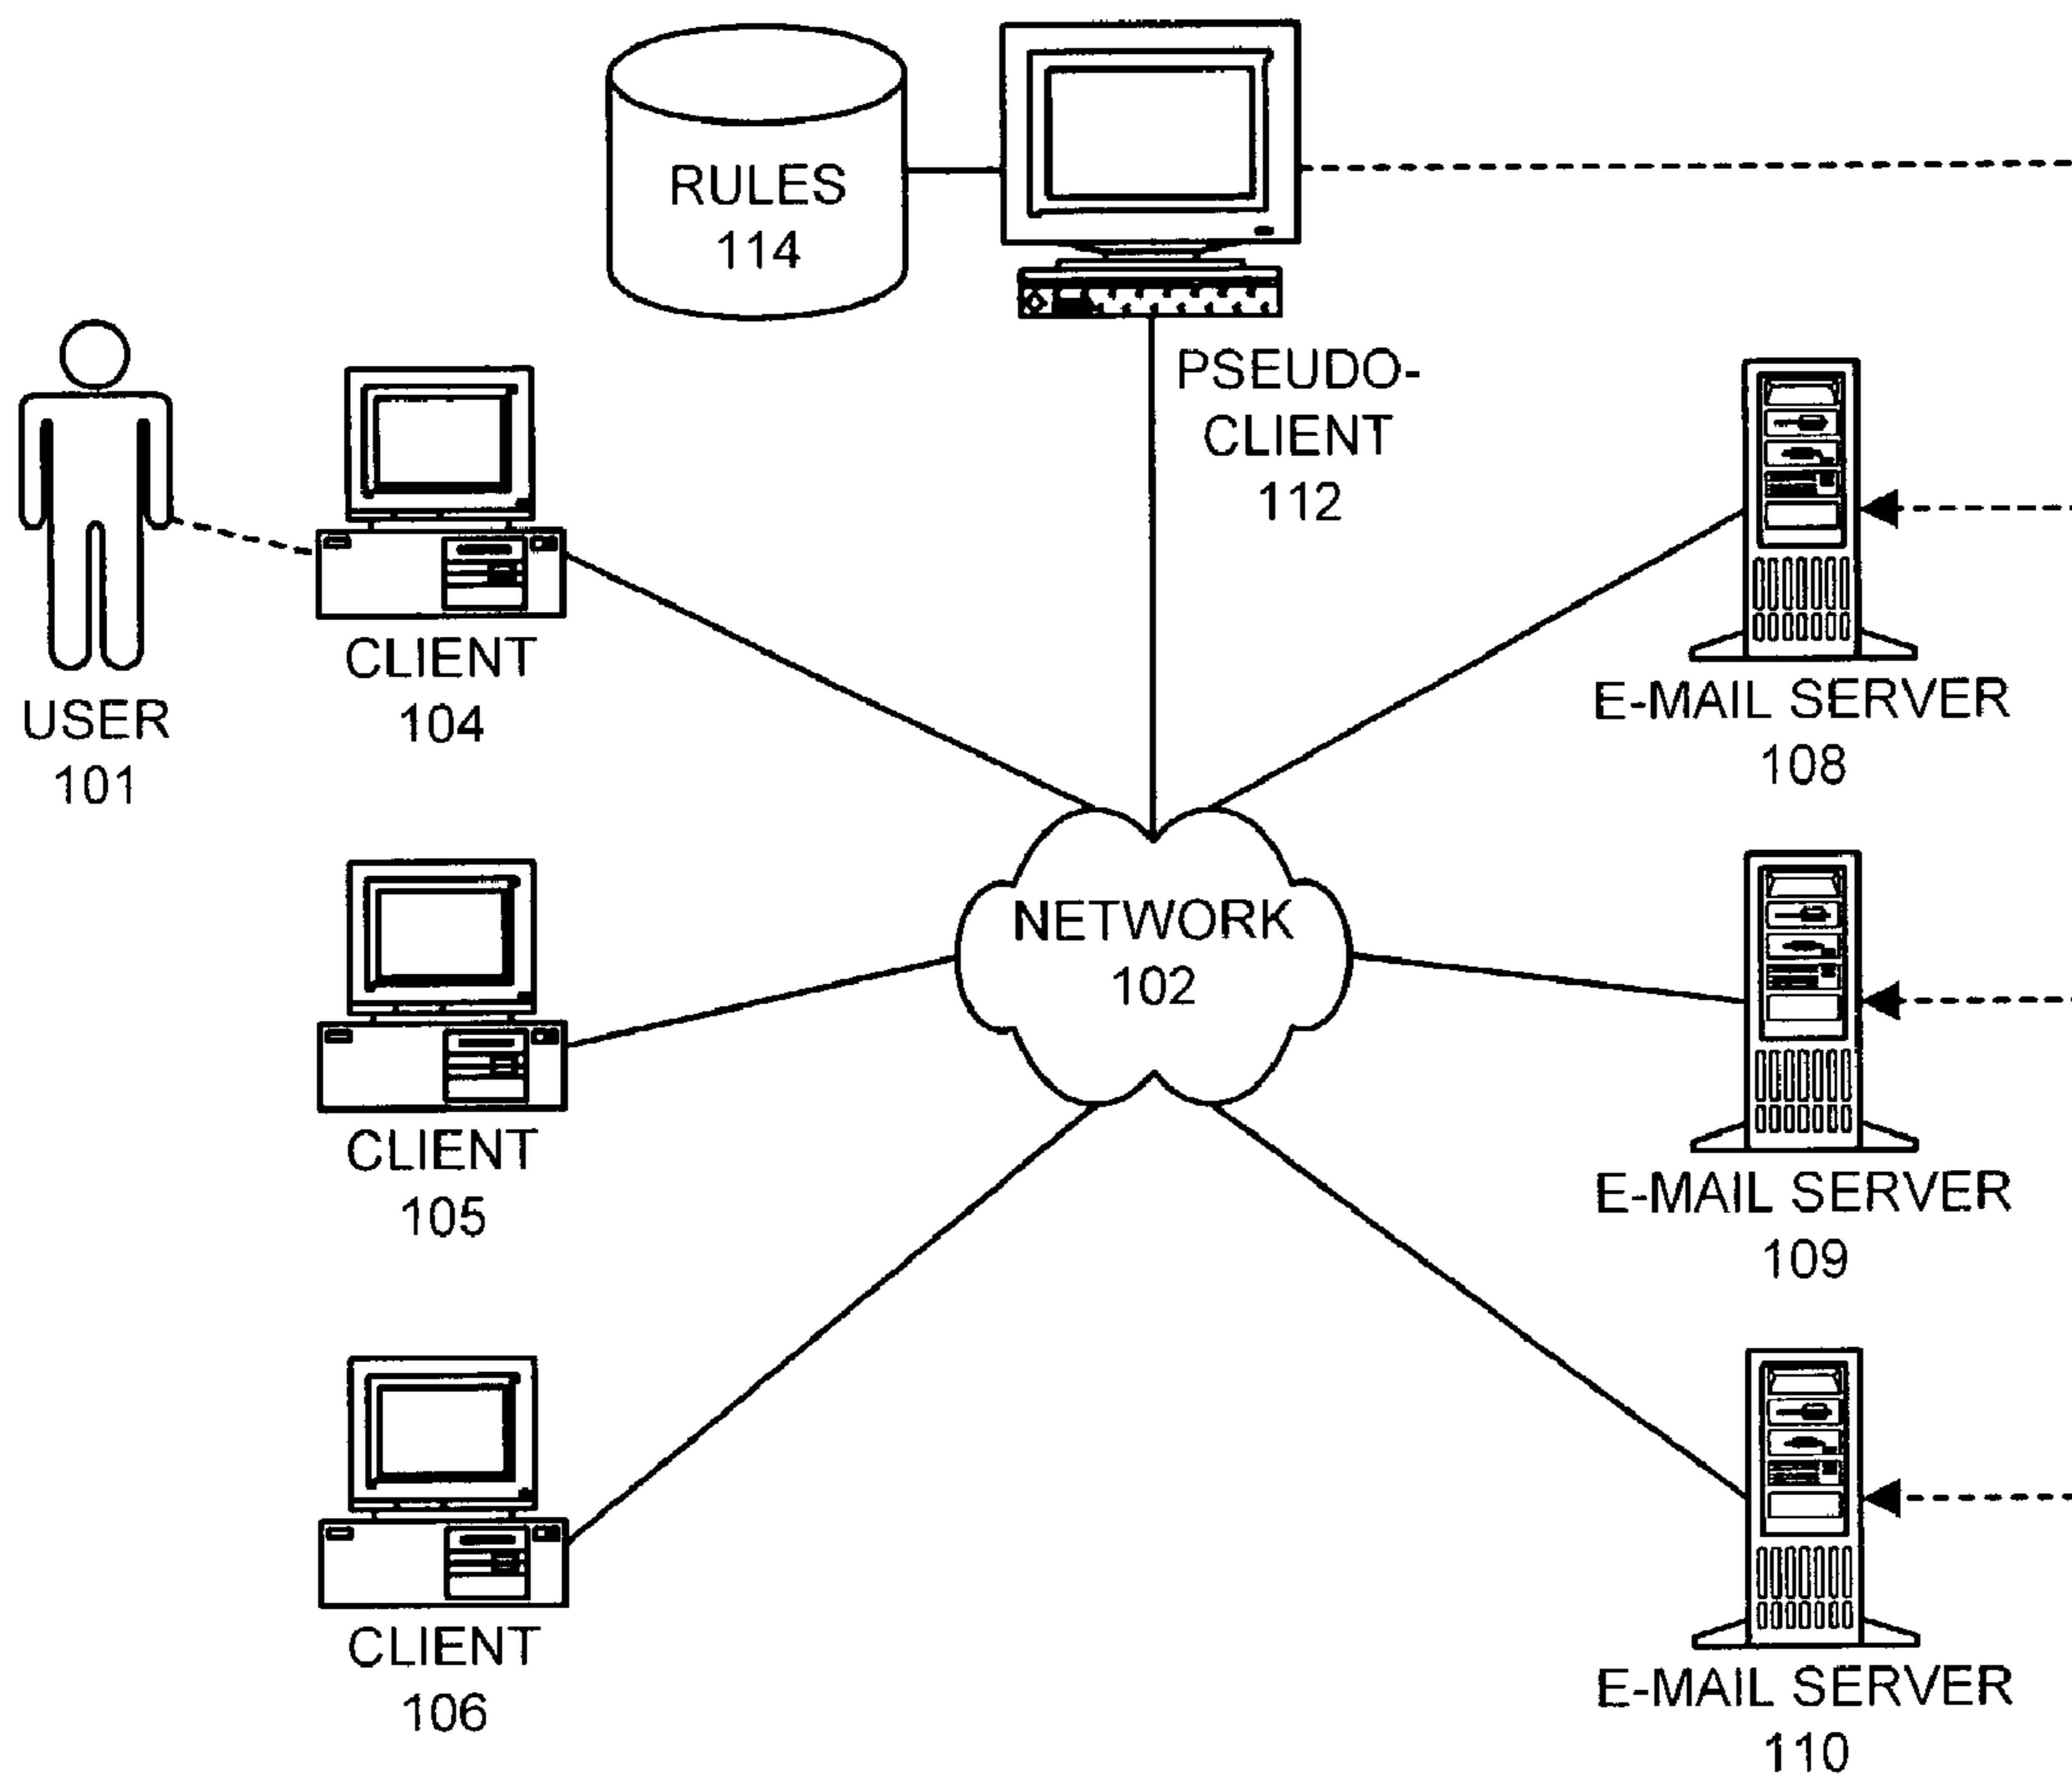 RULES
114
PSEUDO-
CLIENT
112
USER
101
CLIENT
104
E-MAIL SERVER
108
NETWORK
102
CLIENT
105
E-MAIL SERVER
109
CLIENT
106
E-MAIL SERVER
110